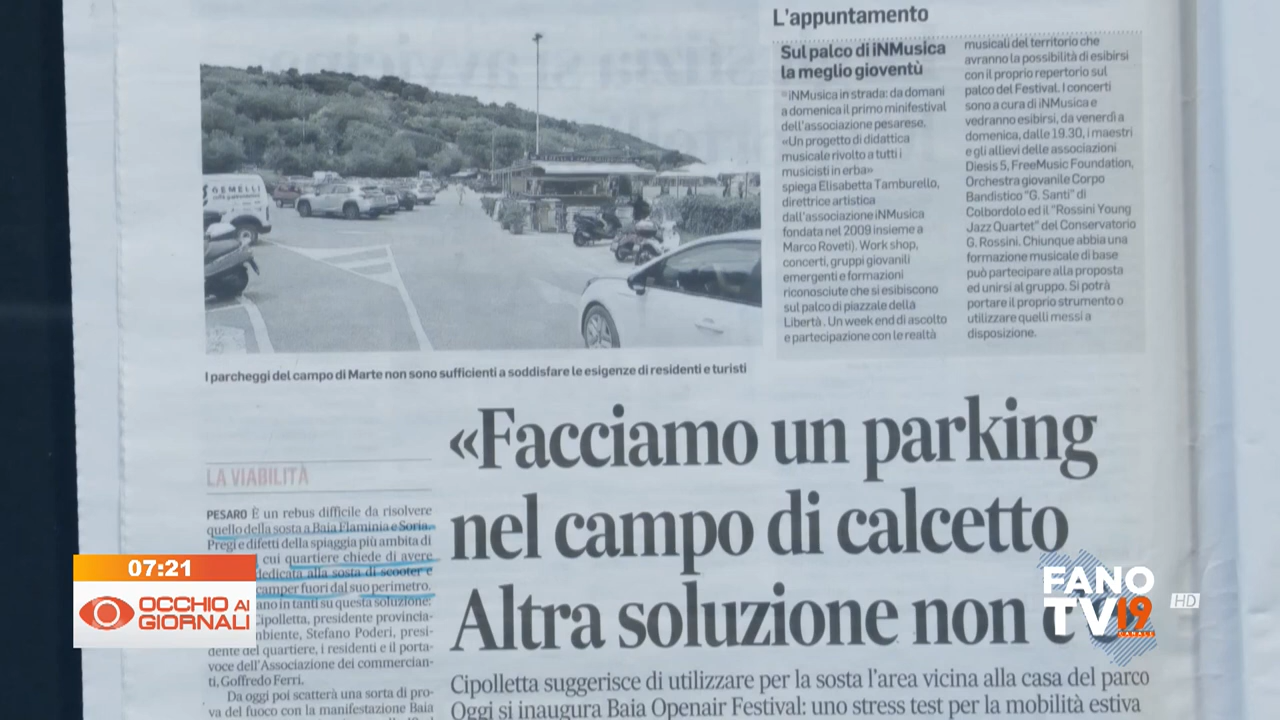 L'appuntamento
Sul palco di iNMusica
la meglio gioventù
"iNMusica in strada: da domani
a domenica il primo minifestival
dell'associazione pesarese.
«Un progetto di didattica
musicale rivolto a tutti i
musicisti in erba»
spiega Elisabetta Tamburello,
direttrice artistica
dall'associazione iNMusica
fondata nel 2009 insieme a
Marco Roveti). Work shop,
concerti, gruppi giovanili
emergenti e formazioni
riconosciute che si esibiscono
sul palco di piazzale della
Libertà . Un week end di ascolto
e partecipazione con le realtà
musicali del territorio che
avranno la possibilità di esibirsi
con il proprio repertorio sul
palco del Festival. I concerti
sono a cura di iNMusica e
vedranno esibirsi, da venerdì a
domenica, dalle 19.30, i maestri
e gli allievi delle associazioni
Diesis 5, FreeMusic Foundation,
Orchestra giovanile Corpo
Bandistico "G. Santi" di
Colbordolo ed il "Rossini Young
Jazz Quartet" del Conservatorio
G. Rossini. Chiunque abbia una
formazione musicale di base
può partecipare alla proposta
ed unirsi al gruppo. Si potrà
portare il proprio strumento o
utilizzare quelli messi a
disposizione.
GEMELLI
I parcheggi del campo di Marte non sono sufficienti a soddisfare le esigenze di residenti e turisti
«Facciamo un parking
nel campo di calcetto
Altra soluzione non
Cipolletta suggerisce di utilizzare per la sosta l'area vicina alla casa del parco
Oggi si inaugura Baia Openair Festival: uno stress test per la mobilità estiva
LA VIABILITÀ
PESARO È un rebus difficile da risolvere
quello della sosta a Baia Flaminia e Soria.
Pregi e difetti della spiaggia più ambita di
cui quartiere chiede di avere
dedicata alla sosta di scooter e
camper fuori dal suo perimetro.
ano in tanti su questa soluzione:
Cipolletta, presidente provincia-
biente, Stefano Poderi, presi-
dente del quartiere, i residenti e il porta-
voce dell'Associazione dei commercian-
ti, Goffredo Ferri.
Da oggi poi scatterà una sorta di pro-
va del fuoco con la manifestazione Baia
07:21
OCCHIO AI
GIORNALI
FANO
TV19
CANALE
HD